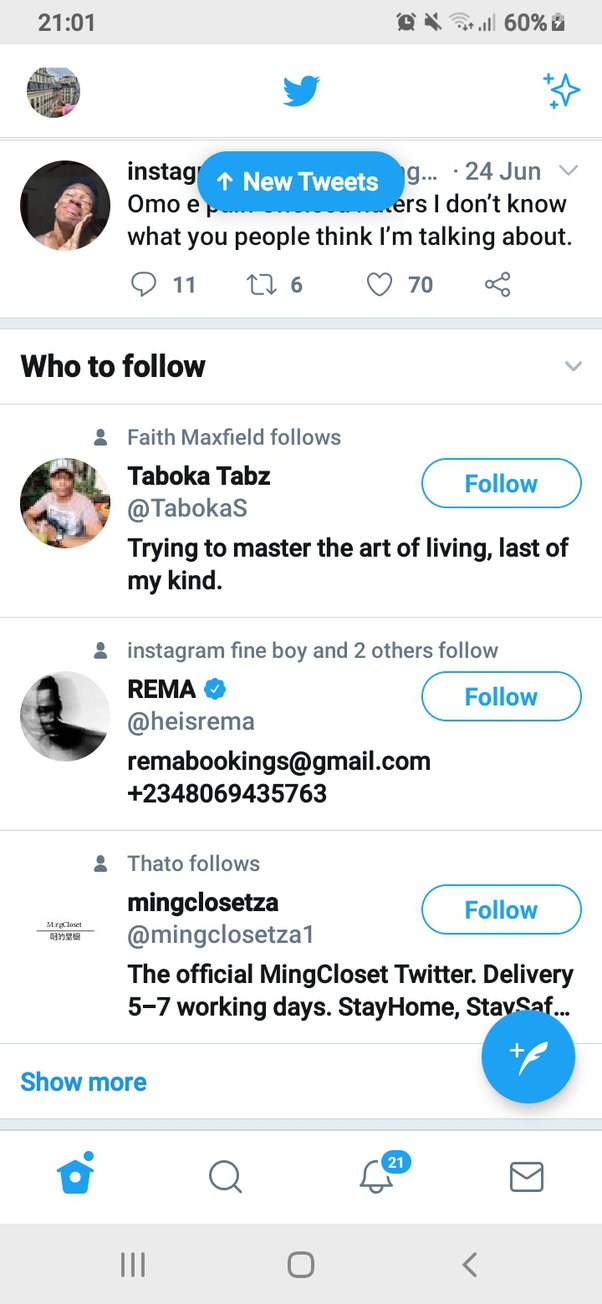 21:01
60%
instag
g... · 24 Jun
↑ New Tweets
Omo e haters I don’t know
what you people think I’m talking about.
11 6 70
Who to follow
Faith Maxfield follows
Taboka Tabz
Follow
@TabokaS
Trying to master the art of living, last of
my kind.
instagram fine boy and 2 others follow
REMA
Follow
@heisrema
remabookings@gmail.com
+2348069435763
Thato follows
MingCloset
mingclosetza
Follow
@mingclosetza1
The official MingCloset Twitter. Delivery
5–7 working days. StayHome, StaySaf...
Show more
21